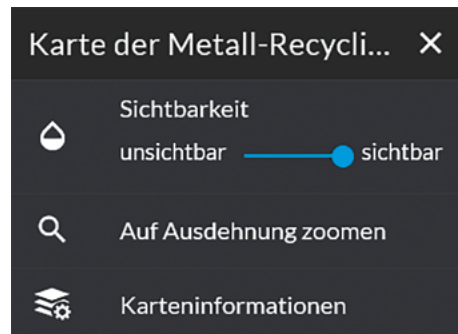 Karte der Metall-Recycli...
Sichtbarkeit
unsichtbar sichtbar
Auf Ausdehnung zoomen
Karteninformationen